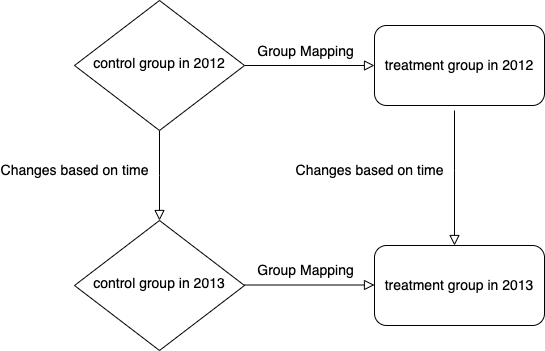 Group Mapping
control group in 2012
treatment group in 2012
Changes based on time
Changes based on time
Group Mapping
control group in 2013
treatment group in 2013